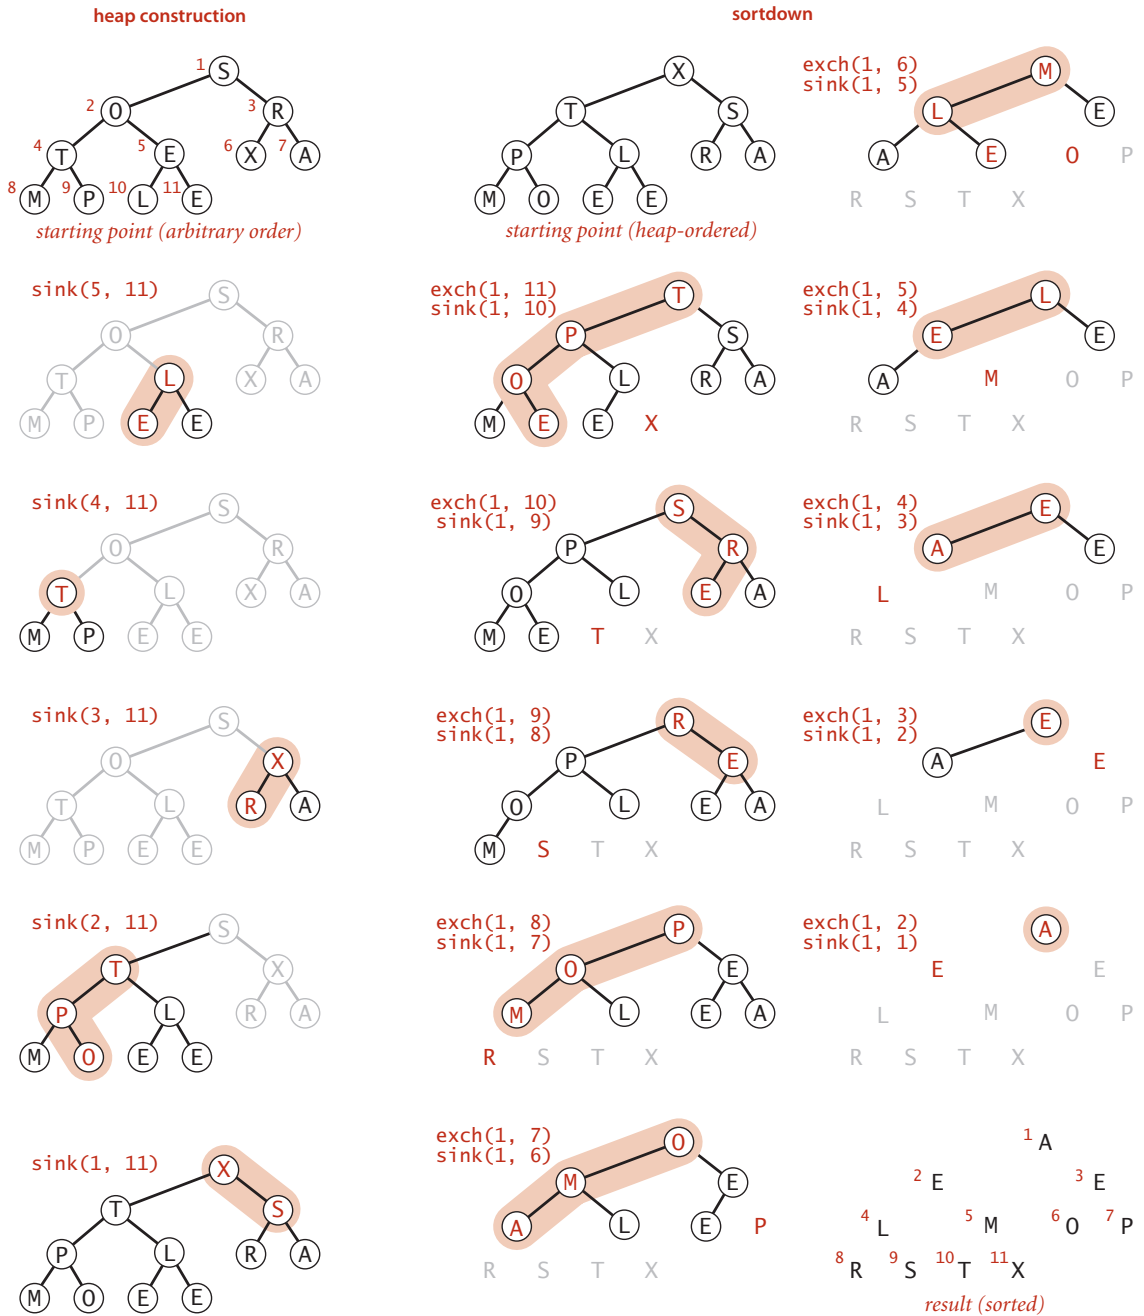 heap construction
1 S
2 O 3 R
4 T 5 E 6 X 7 A
8 M 9 P 10 L 11 E
starting point (arbitrary order)
sink(5, 11)
S
O R
T L X A
M P E E
sink(4, 11)
S
O R
T L X A
M P E E
sink(3, 11)
S
O X
T L R A
M P E E
sink(2, 11)
S
T X
P L R A
M O E E
sink(1, 11)
X
T S
P L R A
M O E E
sortdown
X
T S
P L R A
M O E E
starting point (heap-ordered)
exch(1, 11)
sink(1, 10)
T
P S
O L R A
M E E X
exch(1, 10)
sink(1, 9)
S
P R
O L E A
M E T X
exch(1, 9)
sink(1, 8)
R
P E
O L E A
M S T X
exch(1, 8)
sink(1, 7)
P
O E
M L E A
R S T X
exch(1, 7)
sink(1, 6)
O
M E
A L E P
R S T X
exch(1, 6)
sink(1, 5)
M
L E
A E O P
R S T X
exch(1, 5)
sink(1, 4)
L
E E
A M O P
R S T X
exch(1, 4)
sink(1, 3)
E
A E
L M O P
R S T X
exch(1, 3)
sink(1, 2)
E
A E
L M O P
R S T X
exch(1, 2)
sink(1, 1)
A
E E
L M O P
R S T X
1 A
2 E 3 E
4 L 5 M 6 O 7 P
8 R 9 S 10 T 11 X
result (sorted)